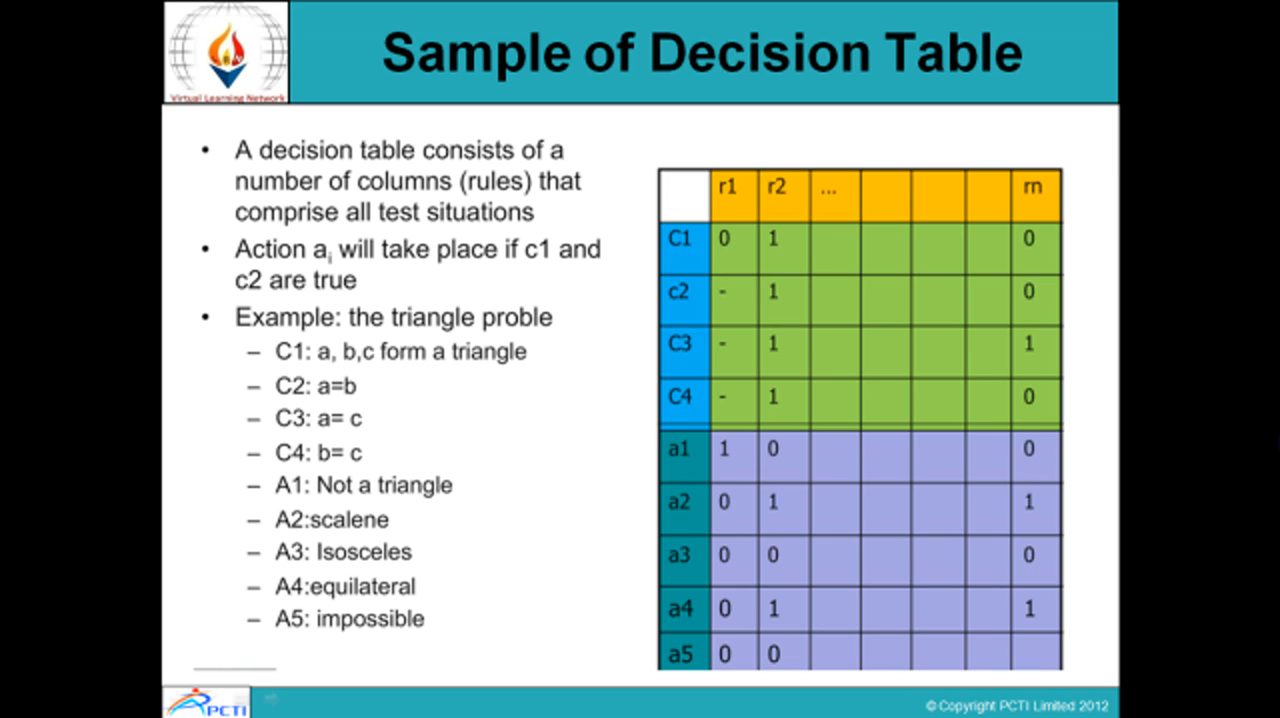 Sample of Decision Table
Virtual Learning Network
• A decision table consists of a
number of columns (rules) that
comprise all test situations
• Action ai will take place if c1 and
c2 are true
• Example: the triangle proble
– C1: a, b,c form a triangle
– C2: a=b
– C3: a= c
– C4: b= c
– A1: Not a triangle
– A2:scalene
– A3: Isosceles
– A4:equilateral
– A5: impossible
r1 r2 ... rn
C1 0 1 0
c2 - 1 0
C3 - 1 1
C4 - 1 0
a1 1 0 0
a2 0 1 1
a3 0 0 0
a4 0 1 1
a5 0 0
PCTI
© Copyright PCTI Limited 2012